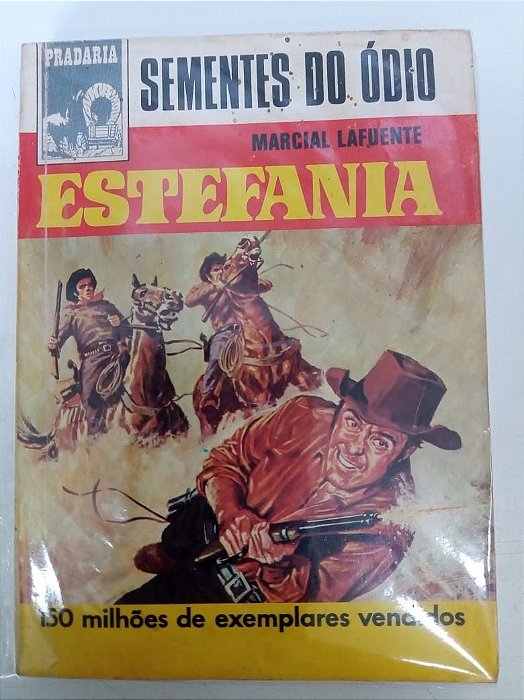 PRADARIA
SEMENTES DO ÓDIO
MARCIAL LAFUENTE
ESTEFANIA
150 milhões de exemplares vendidos